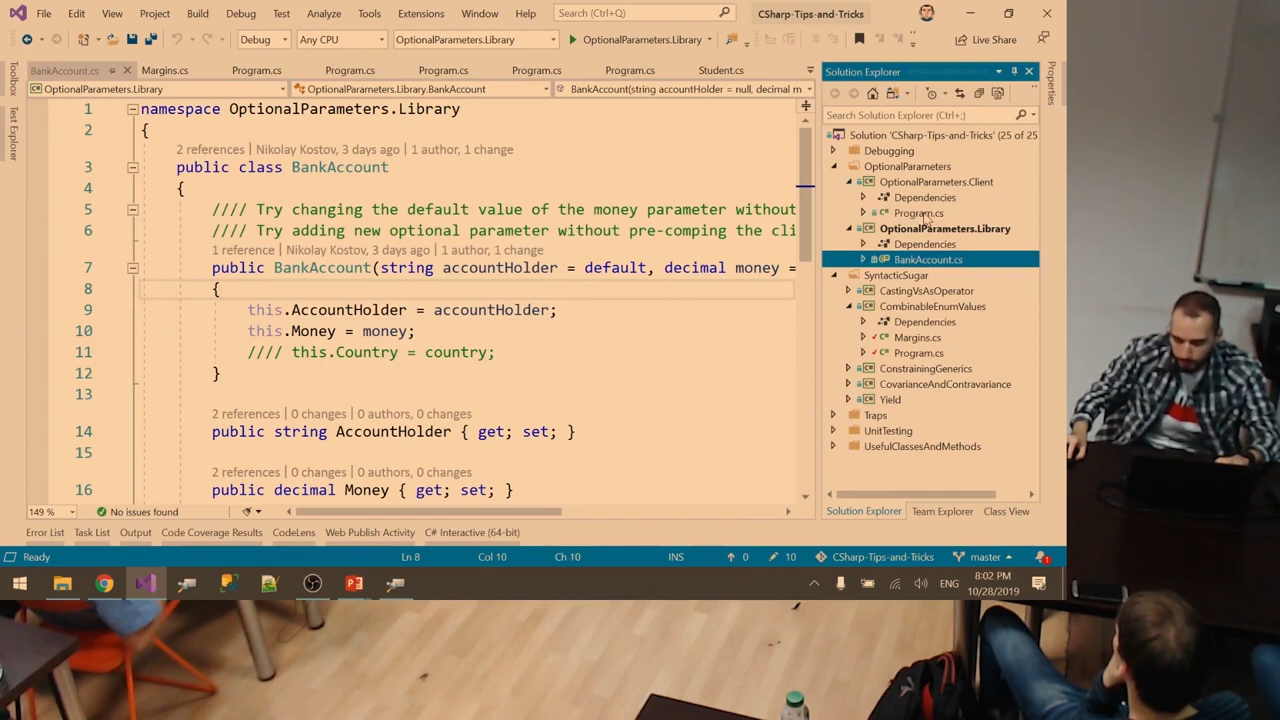 File Edit View Project Build Debug Test Analyze Tools Extensions Window Help Search (Ctrl+Q) CSharp-Tips-and-Tricks
Debug Any CPU OptionalParameters.Library OptionalParameters.Library Live Share
Toolbox
Test Explorer
BankAccount.cs Margins.cs Program.cs Program.cs Program.cs Program.cs Program.cs Student.cs
OptionalParameters.Library OptionalParameters.Library.BankAccount BankAccount(string accountHolder = null, decimal m
1 namespace OptionalParameters.Library
2 {
2 references | Nikolay Kostov, 3 days ago | 1 author, 1 change
3 public class BankAccount
4 {
5 //// Try changing the default value of the money parameter without
6 //// Try adding new optional parameter without pre-comping the cli
1 reference | Nikolay Kostov, 3 days ago | 1 author, 1 change
7 public BankAccount(string accountHolder = default, decimal money =
8 {
9 this.AccountHolder = accountHolder;
10 this.Money = money;
11 //// this.Country = country;
12 }
13
2 references | 0 changes | 0 authors, 0 changes
14 public string AccountHolder { get; set; }
15
2 references | 0 changes | 0 authors, 0 changes
16 public decimal Money { get; set; }
149 % No issues found
Error List Task List Output Code Coverage Results CodeLens Web Publish Activity C# Interactive (64-bit)
Solution Explorer
Search Solution Explorer (Ctrl+;)
Solution 'CSharp-Tips-and-Tricks' (25 of 25
Debugging
OptionalParameters
OptionalParameters.Client
Dependencies
Program.cs
OptionalParameters.Library
Dependencies
BankAccount.cs
SyntacticSugar
CastingVsAsOperator
CombinableEnumValues
Dependencies
Margins.cs
Program.cs
ConstrainingGenerics
CovarianceAndContravariance
Yield
Traps
UnitTesting
UsefulClassesAndMethods
Solution Explorer Team Explorer Class View
Properties
Ready Ln 8 Col 10 Ch 10 INS 0 10 CSharp-Tips-and-Tricks master 1
ENG 8:02 PM
10/28/2019